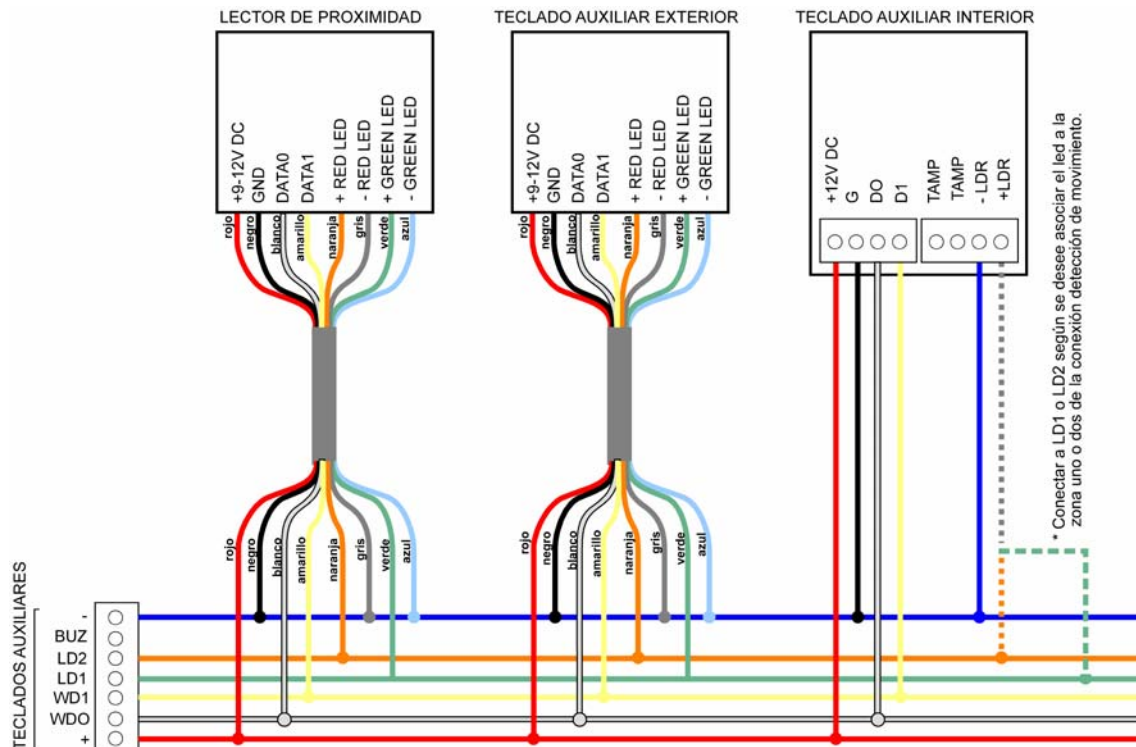 LECTOR DE PROXIMIDAD
TECLADO AUXILIAR EXTERIOR
TECLADO AUXILIAR INTERIOR
+9-12V DC
GND
DATA0
DATA1
+ RED LED
- RED LED
+ GREEN LED
- GREEN LED
+9-12V DC
GND
DATA0
DATA1
+ RED LED
- RED LED
+ GREEN LED
- GREEN LED
+12V DC
G
DO
D1
TAMP
TAMP
- LDR
+LDR
rojo
negro
blanco
amarillo
naranja
gris
verde
azul
rojo
negro
blanco
amarillo
naranja
gris
verde
azul
* Conectar a LD1 o LD2 según se desee asociar el led a la
zona uno o dos de la conexión detección de movimiento.
rojo
negro
blanco
amarillo
naranja
gris
verde
azul
rojo
negro
blanco
amarillo
naranja
gris
verde
azul
TECLADOS AUXILIARES
-
BUZ
LD2
LD1
WD1
WDO
+